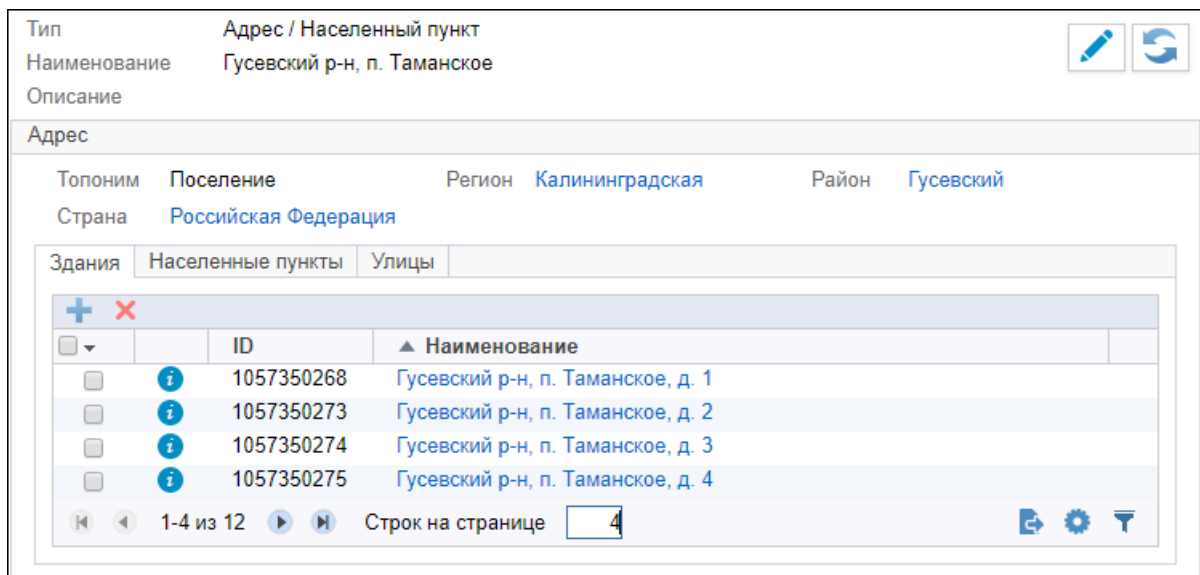 Тип Адрес / Населенный пункт
Наименование Гусевский р-н, п. Таманское
Описание
Адрес
Топоним Поселение Регион Калининградская Район Гусевский
Страна Российская Федерация
Здания Населенные пункты Улицы
ID Наименование
1057350268 Гусевский р-н, п. Таманское, д. 1
1057350273 Гусевский р-н, п. Таманское, д. 2
1057350274 Гусевский р-н, п. Таманское, д. 3
1057350275 Гусевский р-н, п. Таманское, д. 4
1-4 из 12 Строк на странице 4